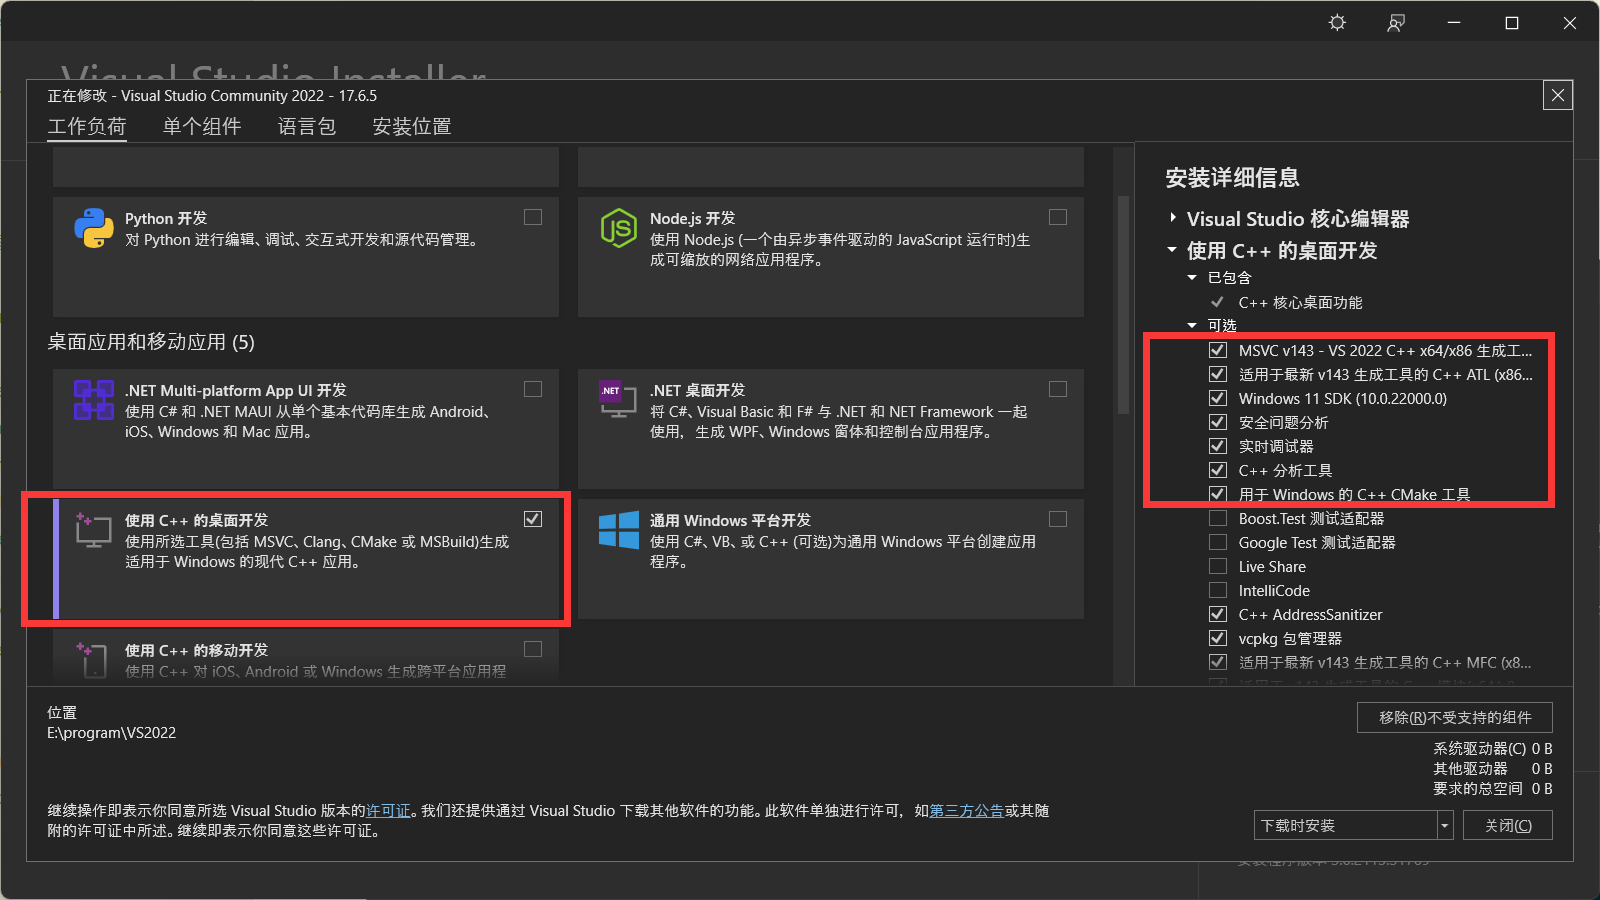 Visual Studio Installer
正在修改 - Visual Studio Community 2022 - 17.6.5
工作负荷
单个组件
语言包
安装位置
Python 开发
对 Python 进行编辑、调试、交互式开发和源代码管理。
Node.js 开发
使用 Node.js (一个由异步事件驱动的 JavaScript 运行时)生
成可缩放的网络应用程序。
桌面应用和移动应用 (5)
.NET Multi-platform App UI 开发
使用 C# 和 .NET MAUI 从单个基本代码库生成 Android、
iOS、Windows 和 Mac 应用。
.NET
.NET 桌面开发
将 C#、Visual Basic 和 F# 与 .NET 和 NET Framework 一起
使用，生成 WPF、Windows 窗体和控制台应用程序。
使用 C++ 的桌面开发
使用所选工具(包括 MSVC、Clang、CMake 或 MSBuild)生成
适用于 Windows 的现代 C++ 应用。
通用 Windows 平台开发
使用 C#、VB、或 C++ (可选)为通用 Windows 平台创建应用
程序。
使用 C++ 的移动开发
使用 C++ 对 iOS、Android 或 Windows 生成跨平台应用程
安装详细信息
Visual Studio 核心编辑器
使用 C++ 的桌面开发
已包含
C++ 核心桌面功能
可选
MSVC v143 - VS 2022 C++ x64/x86 生成工...
适用于最新 v143 生成工具的 C++ ATL (x86...
Windows 11 SDK (10.0.22000.0)
安全问题分析
实时调试器
C++ 分析工具
用于 Windows 的 C++ CMake 工具
Boost.Test 测试适配器
Google Test 测试适配器
Live Share
IntelliCode
C++ AddressSanitizer
vcpkg 包管理器
适用于最新 v143 生成工具的 C++ MFC (x8...
位置
E:\program\VS2022
移除(R)不受支持的组件
系统驱动器(C) 0 B
其他驱动器 0 B
要求的总空间 0 B
继续操作即表示你同意所选 Visual Studio 版本的许可证。我们还提供通过 Visual Studio 下载其他软件的功能。此软件单独进行许可，如第三方公告或其随
附的许可证中所述。继续即表示你同意这些许可证。
下载时安装
关闭(C)